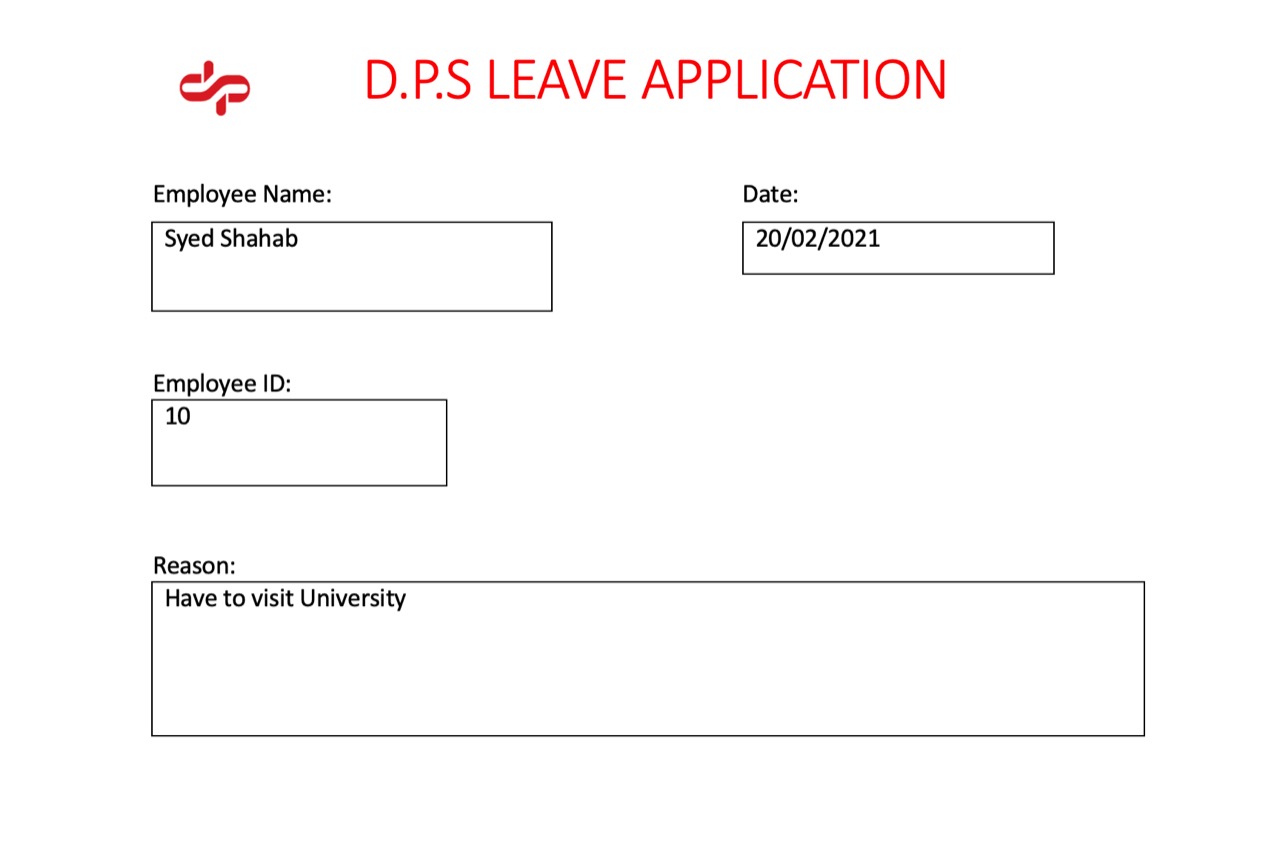 D.P.S LEAVE APPLICATION
Employee Name:
Date:
Syed Shahab
20/02/2021
Employee ID:
10
Reason:
Have to visit University